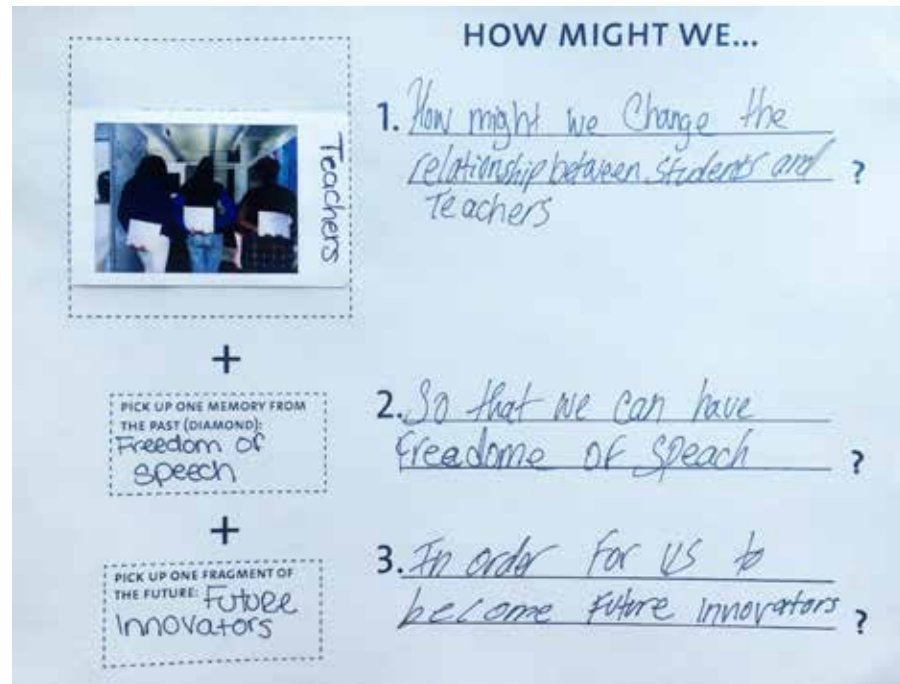 HOW MIGHT WE...
Teachers
1. How might we Change the
relationship between Students and ?
Teachers
+
PICK UP ONE MEMORY FROM
THE PAST (DIAMOND):
Freedom of
speech
2. So that we can have
Freedome of Speach ?
+
PICK UP ONE FRAGMENT OF
THE FUTURE: Future
Innovators
3. In order For US to
become Future innovators ?